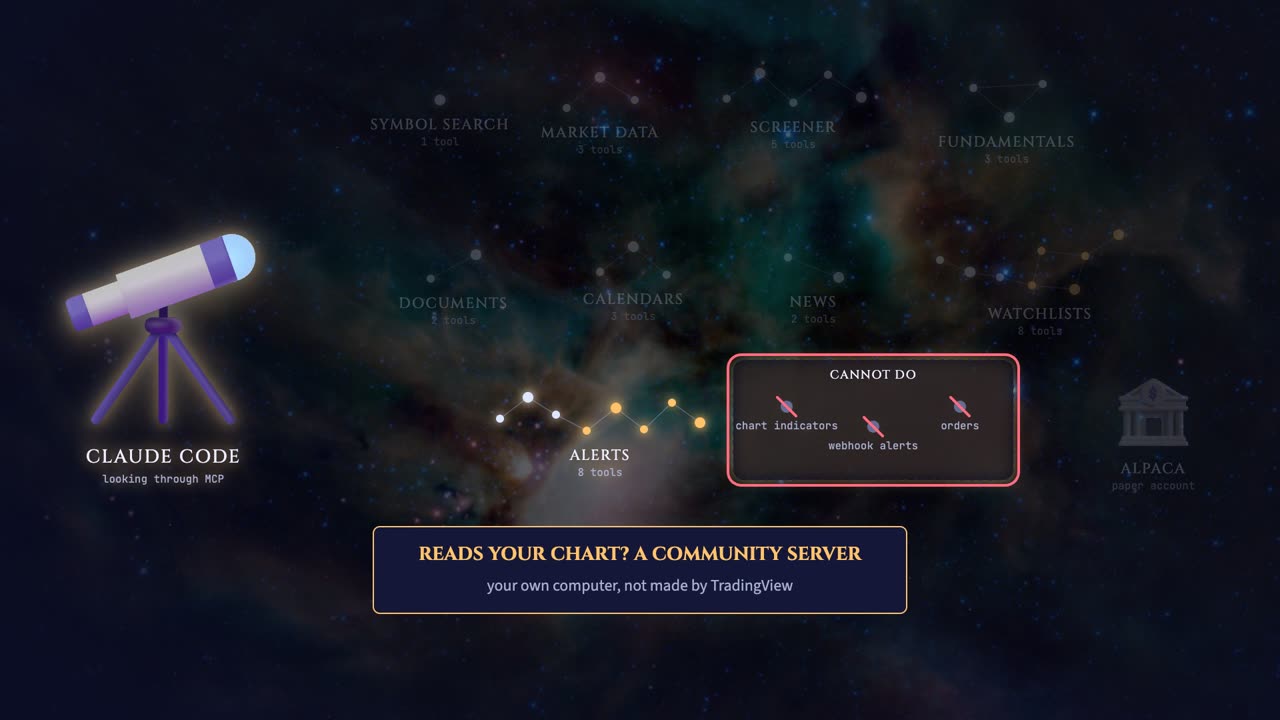 SYMBOL SEARCH
1 tool
MARKET DATA
3 tools
SCREENER
5 tools
FUNDAMENTALS
3 tools
DOCUMENTS
2 tools
CALENDARS
3 tools
NEWS
2 tools
WATCHLISTS
8 tools
CANNOT DO
chart indicators
webhook alerts
orders
ALERTS
8 tools
CLAUDE CODE
looking through MCP
ALPACA
paper account
READS YOUR CHART? A COMMUNITY SERVER
your own computer, not made by TradingView